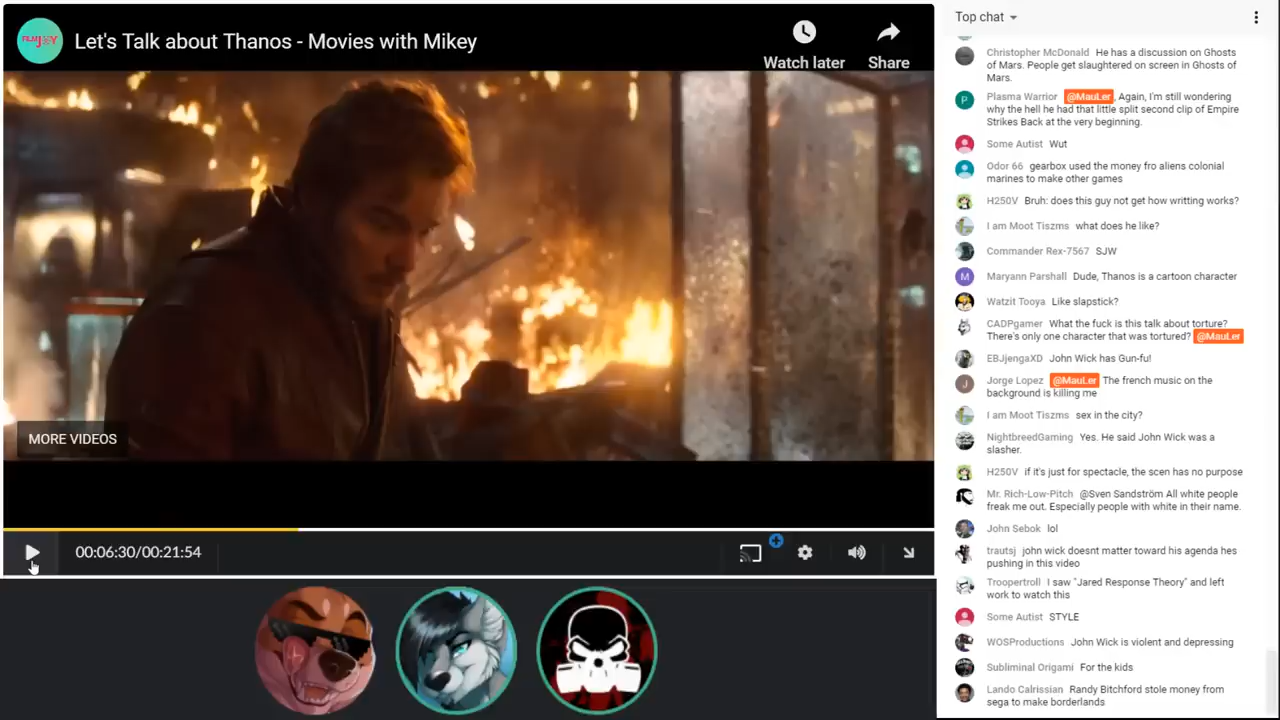 FILM JOY
Let's Talk about Thanos - Movies with Mikey
Watch later
Share
MORE VIDEOS
00:06:30/00:21:54
Top chat
Christopher McDonald He has a discussion on Ghosts
of Mars. People get slaughtered on screen in Ghosts of
Mars.
P
Plasma Warrior @MauLer, Again, I'm still wondering
why the hell he had that little split second clip of Empire
Strikes Back at the very beginning.
Some Autist Wut
Odor 66 gearbox used the money fro aliens colonial
marines to make other games
H250V Bruh: does this guy not get how writting works?
I am Moot Tiszms what does he like?
Commander Rex-7567 SJW
M
Maryann Parshall Dude, Thanos is a cartoon character
Watzit Tooya Like slapstick?
CADPgamer What the fuck is this talk about torture?
There's only one character that was tortured? @MauLer
EBJjengaXD John Wick has Gun-fu!
J
Jorge Lopez @MauLer The french music on the
background is killing me
I am Moot Tiszms sex in the city?
NightbreedGaming Yes. He said John Wick was a
slasher.
H250V if it's just for spectacle, the scen has no purpose
Mr. Rich-Low-Pitch @Sven Sandström All white people
freak me out. Especially people with white in their name.
John Sebok lol
trautsj john wick doesnt matter toward his agenda hes
pushing in this video
Troopertroll I saw "Jared Response Theory" and left
work to watch this
Some Autist STYLE
WOSProductions John Wick is violent and depressing
Subliminal Origami For the kids
Lando Calrissian Randy Bitchford stole money from
sega to make borderlands